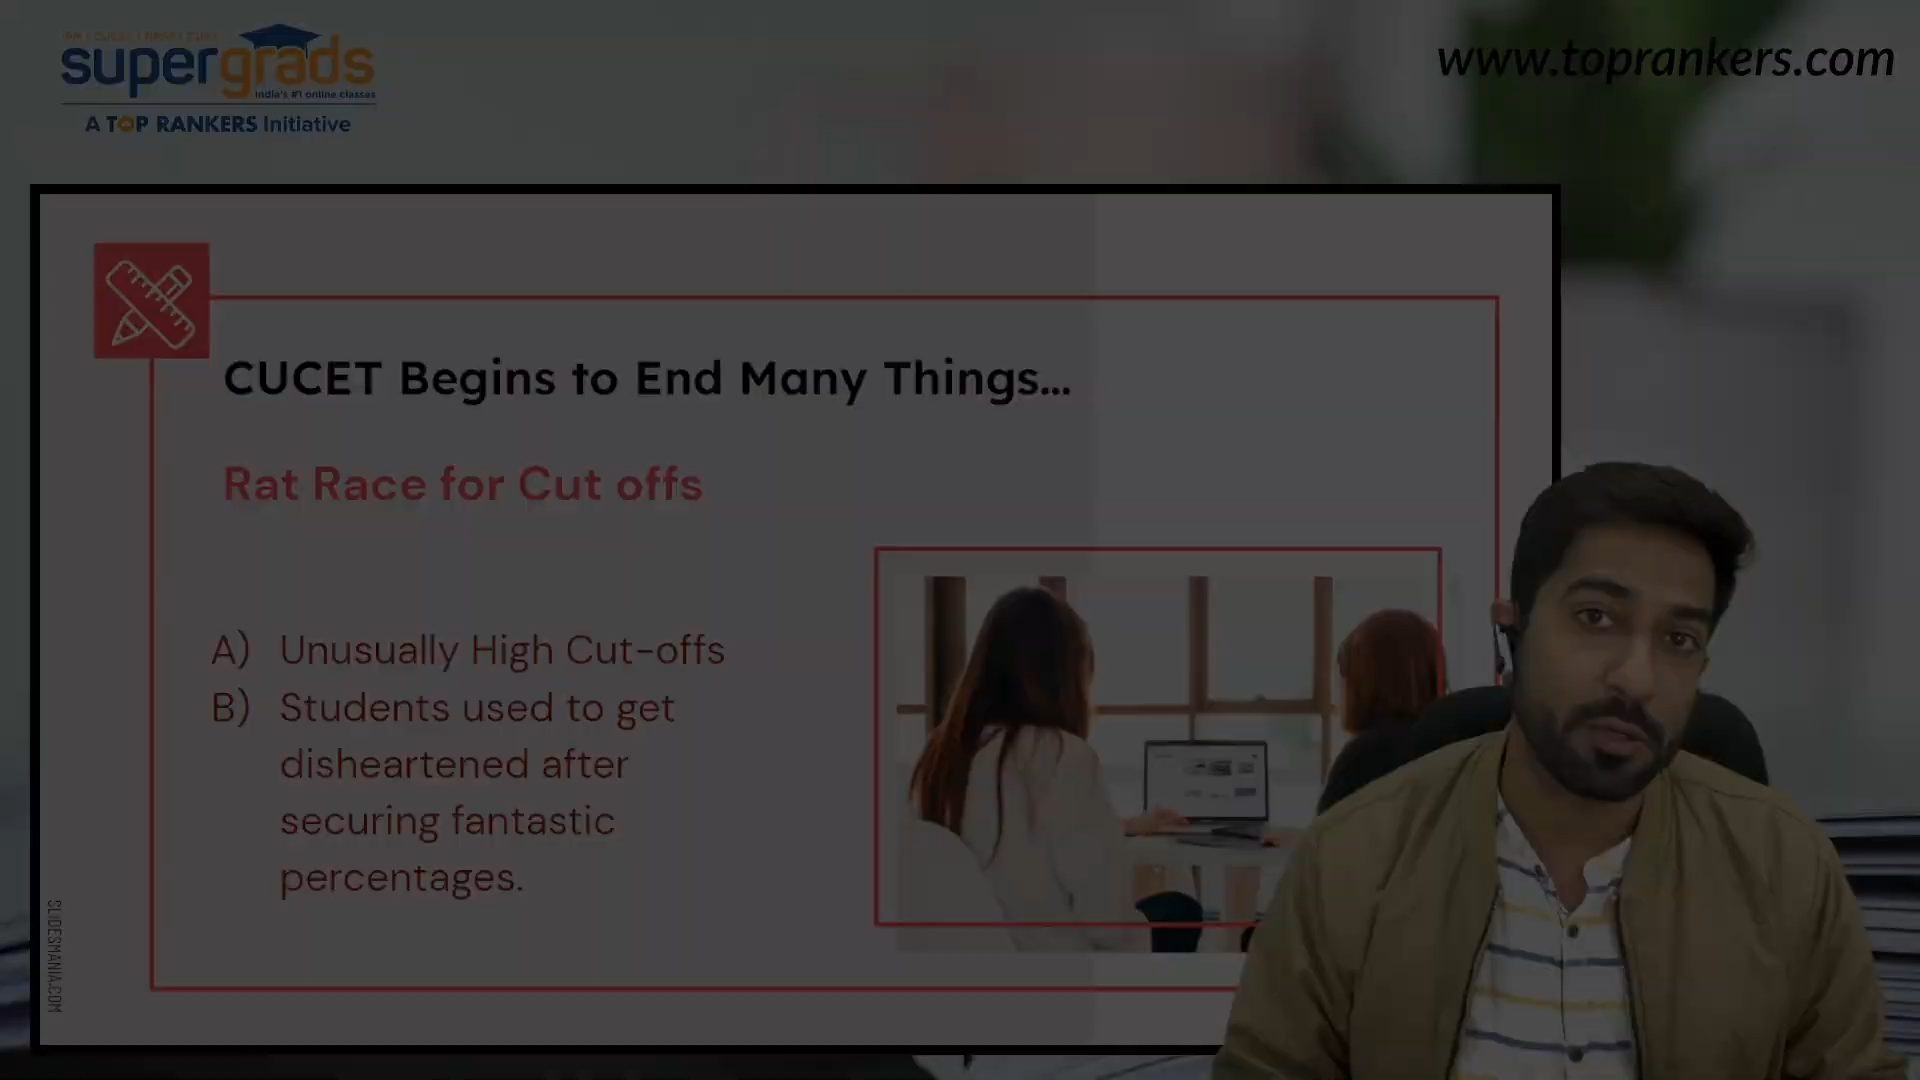 supergrads
India's #1 online classes
A TOP RANKERS Initiative
www.toprankers.com
CUCET Begins to End Many Things...
Rat Race for Cut offs
A) Unusually High Cut-offs
B) Students used to get
disheartened after
securing fantastic
percentages.
SLIDESMANIA.COM